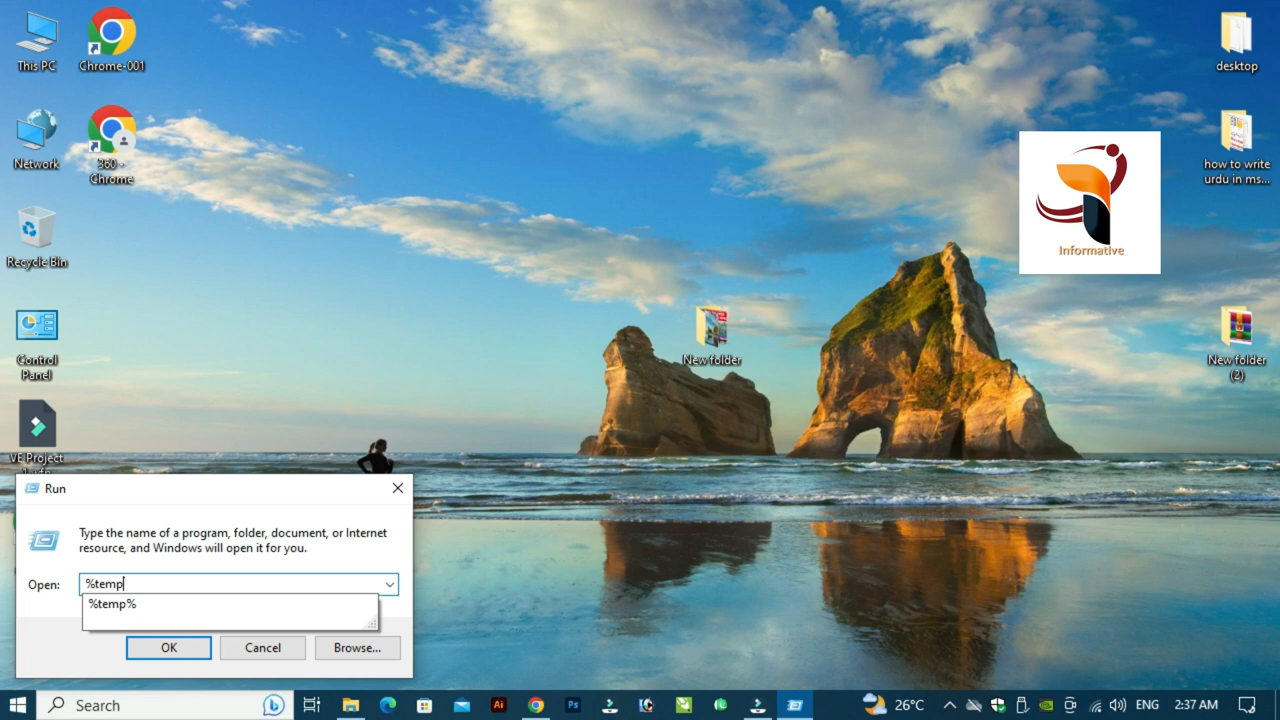 This PC
Chrome-001
desktop
Network
360 -
Chrome
how to write
urdu in ms...
Informative
Recycle Bin
Control
Panel
New folder
New folder
(2)
VE Project
Run
Type the name of a program, folder, document, or Internet
resource, and Windows will open it for you.
Open:
%temp
%temp%
OK
Cancel
Browse...
Search
Ai
Ps
26°C
ENG
2:37 AM